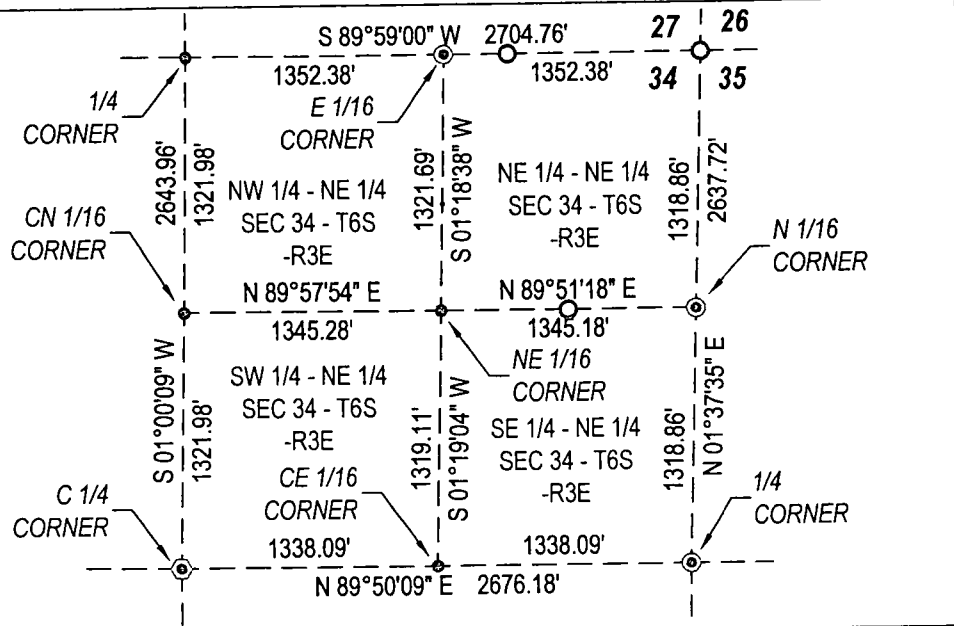 S 89°59'00" W 2704.76'
27 26
34 35
1352.38'
1352.38'
1/4
CORNER
E 1/16
CORNER
2643.96'
1321.98'
1321.69'
S 01°18'38" W
1318.86'
2637.72'
NW 1/4 - NE 1/4
SEC 34 - T6S
-R3E
NE 1/4 - NE 1/4
SEC 34 - T6S
-R3E
CN 1/16
CORNER
N 1/16
CORNER
N 89°57'54" E
1345.28'
N 89°51'18" E
1345.18'
NE 1/16
CORNER
S 01°00'09" W
1321.98'
SW 1/4 - NE 1/4
SEC 34 - T6S
-R3E
1319.11'
S 01°19'04" W
SE 1/4 - NE 1/4
SEC 34 - T6S
-R3E
1318.86'
N 01°37'35" E
C 1/4
CORNER
CE 1/16
CORNER
1/4
CORNER
1338.09'
1338.09'
N 89°50'09" E 2676.18'